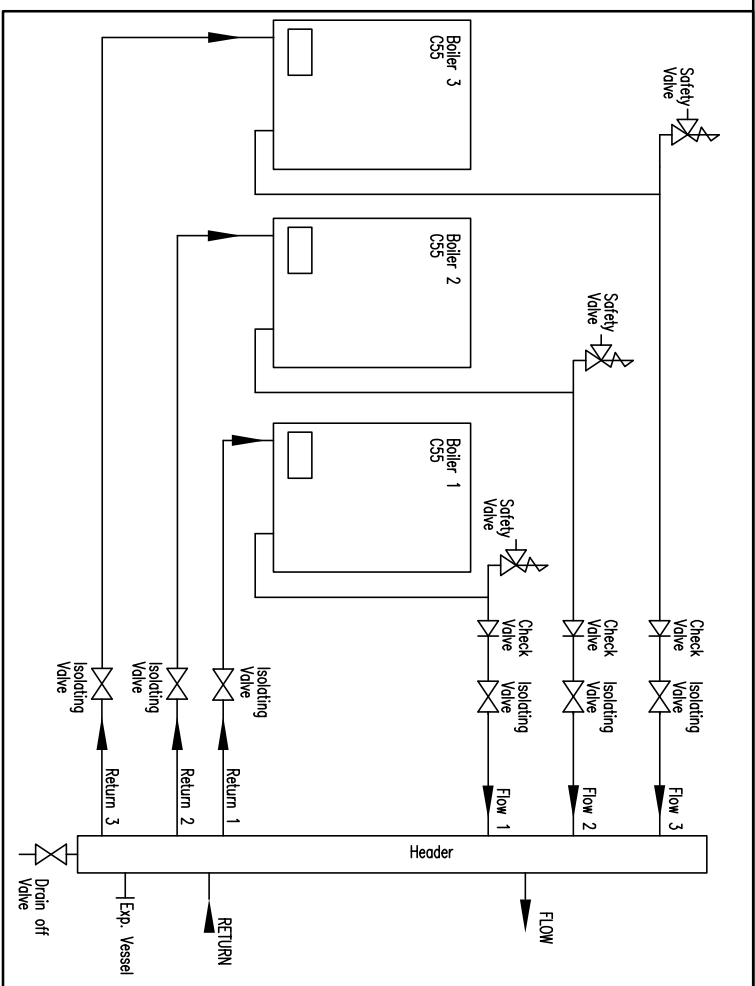 Safety
Valve
Boiler 3
C55
Safety
Valve
Boiler 2
C55
Safety
Valve
Boiler 1
C55
Check
Valve
Check
Valve
Check
Valve
Isolating
Valve
Isolating
Valve
Isolating
Valve
Isolating
Valve
Isolating
Valve
Isolating
Valve
Flow 3
Flow 2
Flow 1
Return 1
Return 2
Return 3
Header
FLOW
RETURN
Exp. Vessel
Drain off
Valve